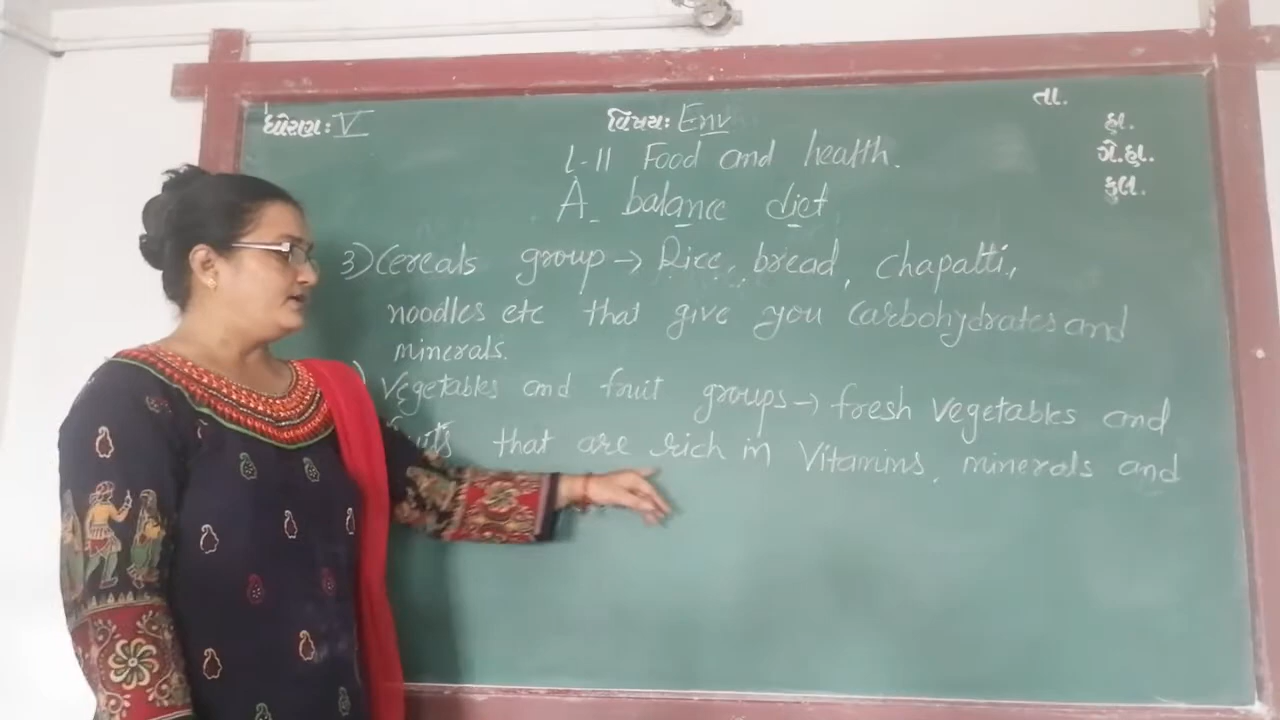 ધોરણ: V
વિષય: Env
તા.
હા.
ગે.હા.
કુલ.
L-11 Food and health.
A balance diet
3) Cereals group → Rice, bread, chapatti,
noodles etc that give you Carbohydrates and
minerals.
Vegetables and fruit groups → fresh vegetables and
fruits that are rich in Vitamins, minerals and